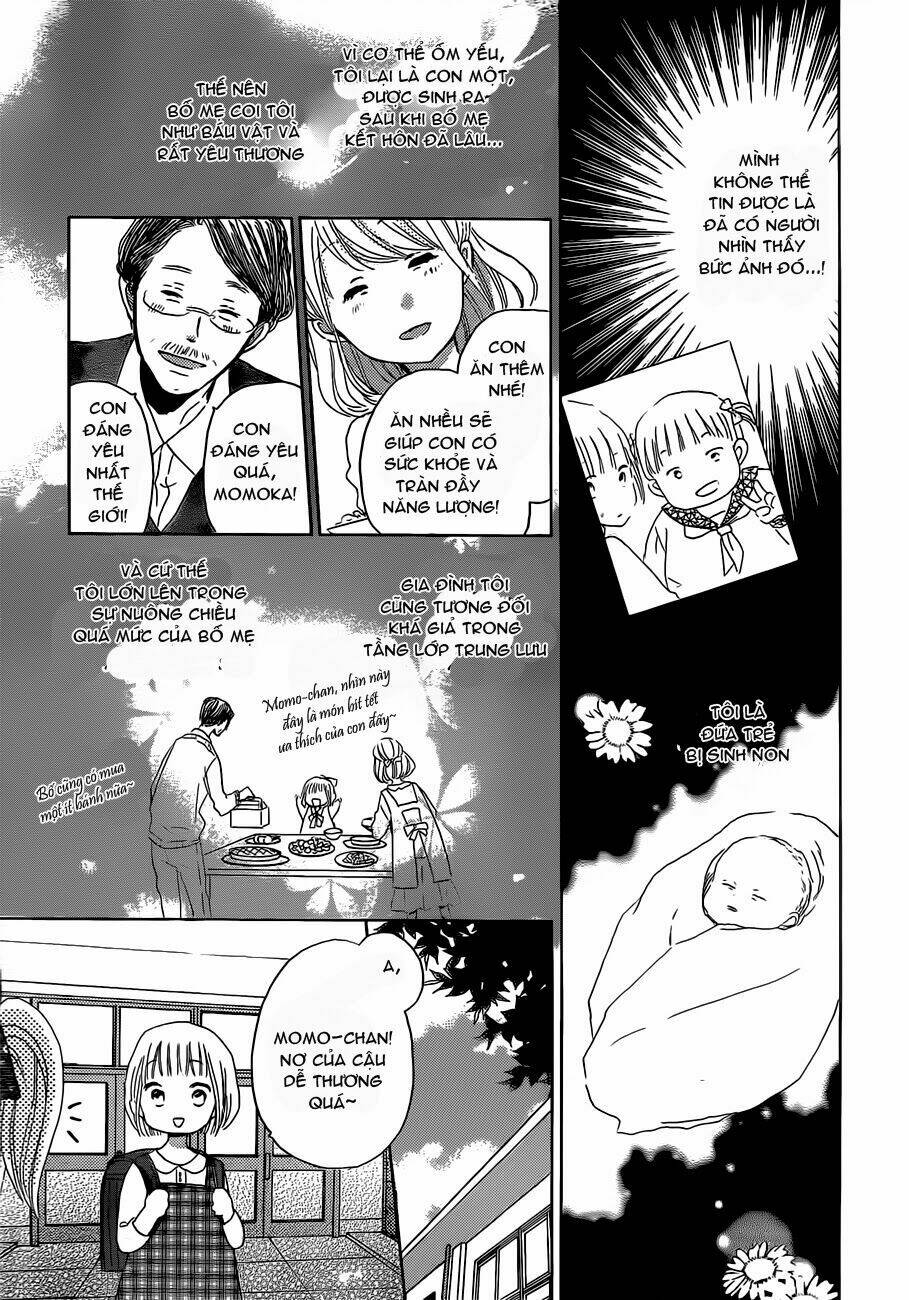 MÌNH
KHÔNG THỂ
TIN ĐƯỢC LÀ
ĐÃ CÓ NGƯỜI
NHÌN THẤY
BỨC ẢNH ĐÓ...!
TÔI LÀ
ĐỨA TRẺ
BỊ SINH NON
VÌ CƠ THỂ ỐM YẾU,
TÔI LẠI LÀ CON MỘT,
ĐƯỢC SINH RA
SAU KHI BỐ MẸ
KẾT HÔN ĐÃ LÂU...
THẾ NÊN
BỐ MẸ COI TÔI
NHƯ BẤU VẬT VÀ
RẤT YÊU THƯƠNG
CON
ĂN THÊM
NHÉ!
ĂN NHIỀU SẼ
GIÚP CON CÓ
SỨC KHỎE VÀ
TRÀN ĐẦY
NĂNG LƯỢNG!
CON
ĐÁNG YÊU
QUÁ,
MOMOKA!
CON
ĐÁNG
YÊU
NHẤT
THẾ
GIỚI!
GIA ĐÌNH TÔI
CŨNG TƯƠNG ĐỐI
KHÁ GIẢ TRONG
TẦNG LỚP TRUNG LƯU
VÀ CỨ THẾ
TÔI LỚN LÊN TRONG
SỰ NUÔNG CHIỀU
QUÁ MỨC CỦA BỐ MẸ
Momo-chan, nhìn này
đây là món bít tết
ưa thích của con đấy~
Bố cũng có mua
một ít bánh nữa~
A,
MOMO-CHAN!
NƠ CỦA CẬU
DỄ THƯƠNG
QUÁ~